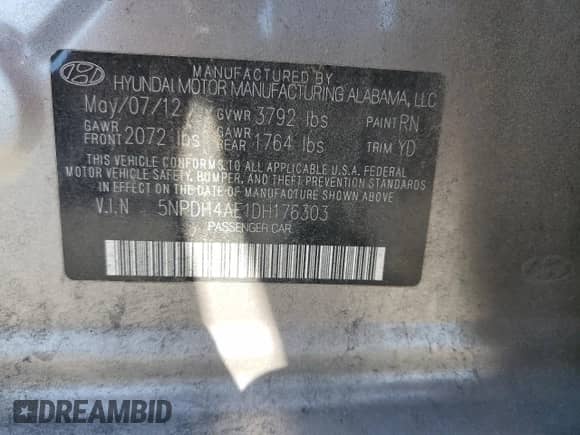 MANUFACTURED BY
HYUNDAI MOTOR MANUFACTURING ALABAMA, LLC
May/07/12 GVWR 3792 lbs PAINT RN
GAWR FRONT 2072 lbs GAWR REAR 1764 lbs TRIM YD
THIS VEHICLE CONFORMS TO ALL APPLICABLE U.S.A. FEDERAL
MOTOR VEHICLE SAFETY, BUMPER, AND THEFT PREVENTION STANDARDS
IN EFFECT ON THE DATE OF MANUFACTURE SHOWN ABOVE
V.I.N 5NPDH4AE1DH176303
PASSENGER CAR
DREAMBID